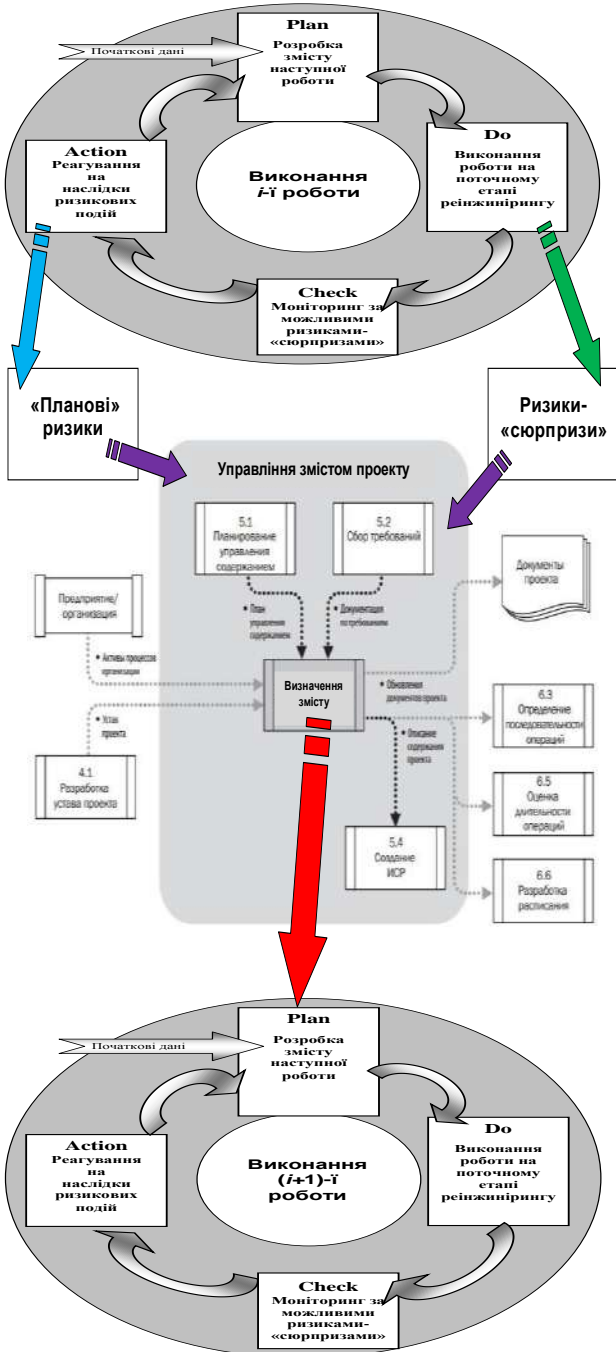 Plan
Розробка
змісту
наступної
роботи
Початкові дані
Action
Реагування
на
наслідки
ризикових
подій
Виконання
i-ї роботи
Do
Виконання
роботи на
поточному
етапі
реінжинірингу
Check
Моніторинг за
можливими
ризиками-
«сюрпризами»
«Планові»
ризики
Ризики-
«сюрпризи»
Управління змістом проекту
5.1
Планирование
управления
содержанием
5.2
Сбор требований
Документы
проекта
Предприятие/
организация
• План
управления
содержанием
• Документация
по требованиям
• Активы процессов
организации
Визначення
змісту
• Обновления
документов проекта
6.3
Определение
последовательности
операций
• Устав
проекта
• Описание
содержания
проекта
4.1
Разработка
устава проекта
6.5
Оценка
длительности
операций
5.4
Создание
ИСР
6.6
Разработка
расписания
Plan
Розробка
змісту
наступної
роботи
Початкові дані
Action
Реагування
на
наслідки
ризикових
подій
Виконання
(i+1)-ї
роботи
Do
Виконання
роботи на
поточному
етапі
реінжинірингу
Check
Моніторинг за
можливими
ризиками-
«сюрпризами»